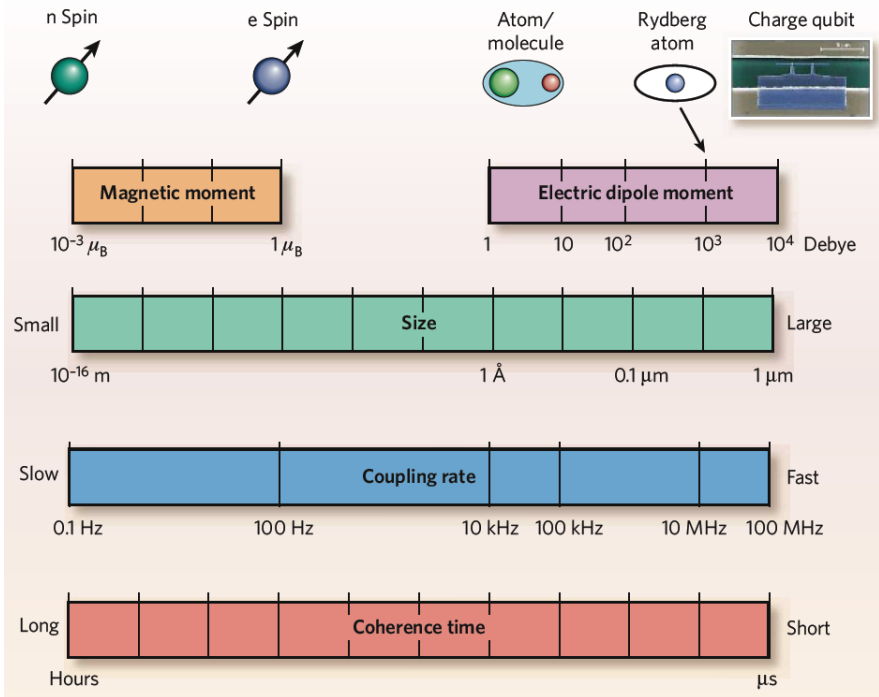 n Spin
e Spin
Atom/
molecule
Rydberg
atom
Charge qubit
Magnetic moment
Electric dipole moment
10⁻³ μB
1 μB
1
10
10²
10³
10⁴ Debye
Small
Size
Large
10⁻¹⁶ m
1 Å
0.1 μm
1 μm
Slow
Coupling rate
Fast
0.1 Hz
100 Hz
10 kHz
100 kHz
10 MHz
100 MHz
Long
Coherence time
Short
Hours
μs